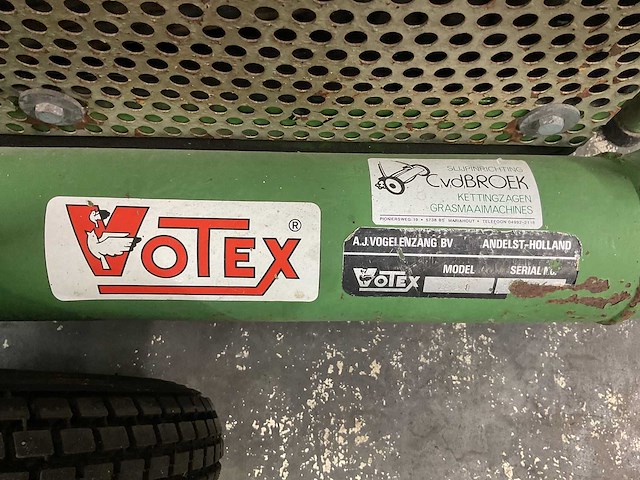 VOTEX ®
SLIJPINRICHTING
CvdBROEK
KETTINGZAGEN
GRASMAAIMACHINES
A.J.VOGELENZANG BV ANDELST-HOLLAND
VOTEX MODEL SERIAL